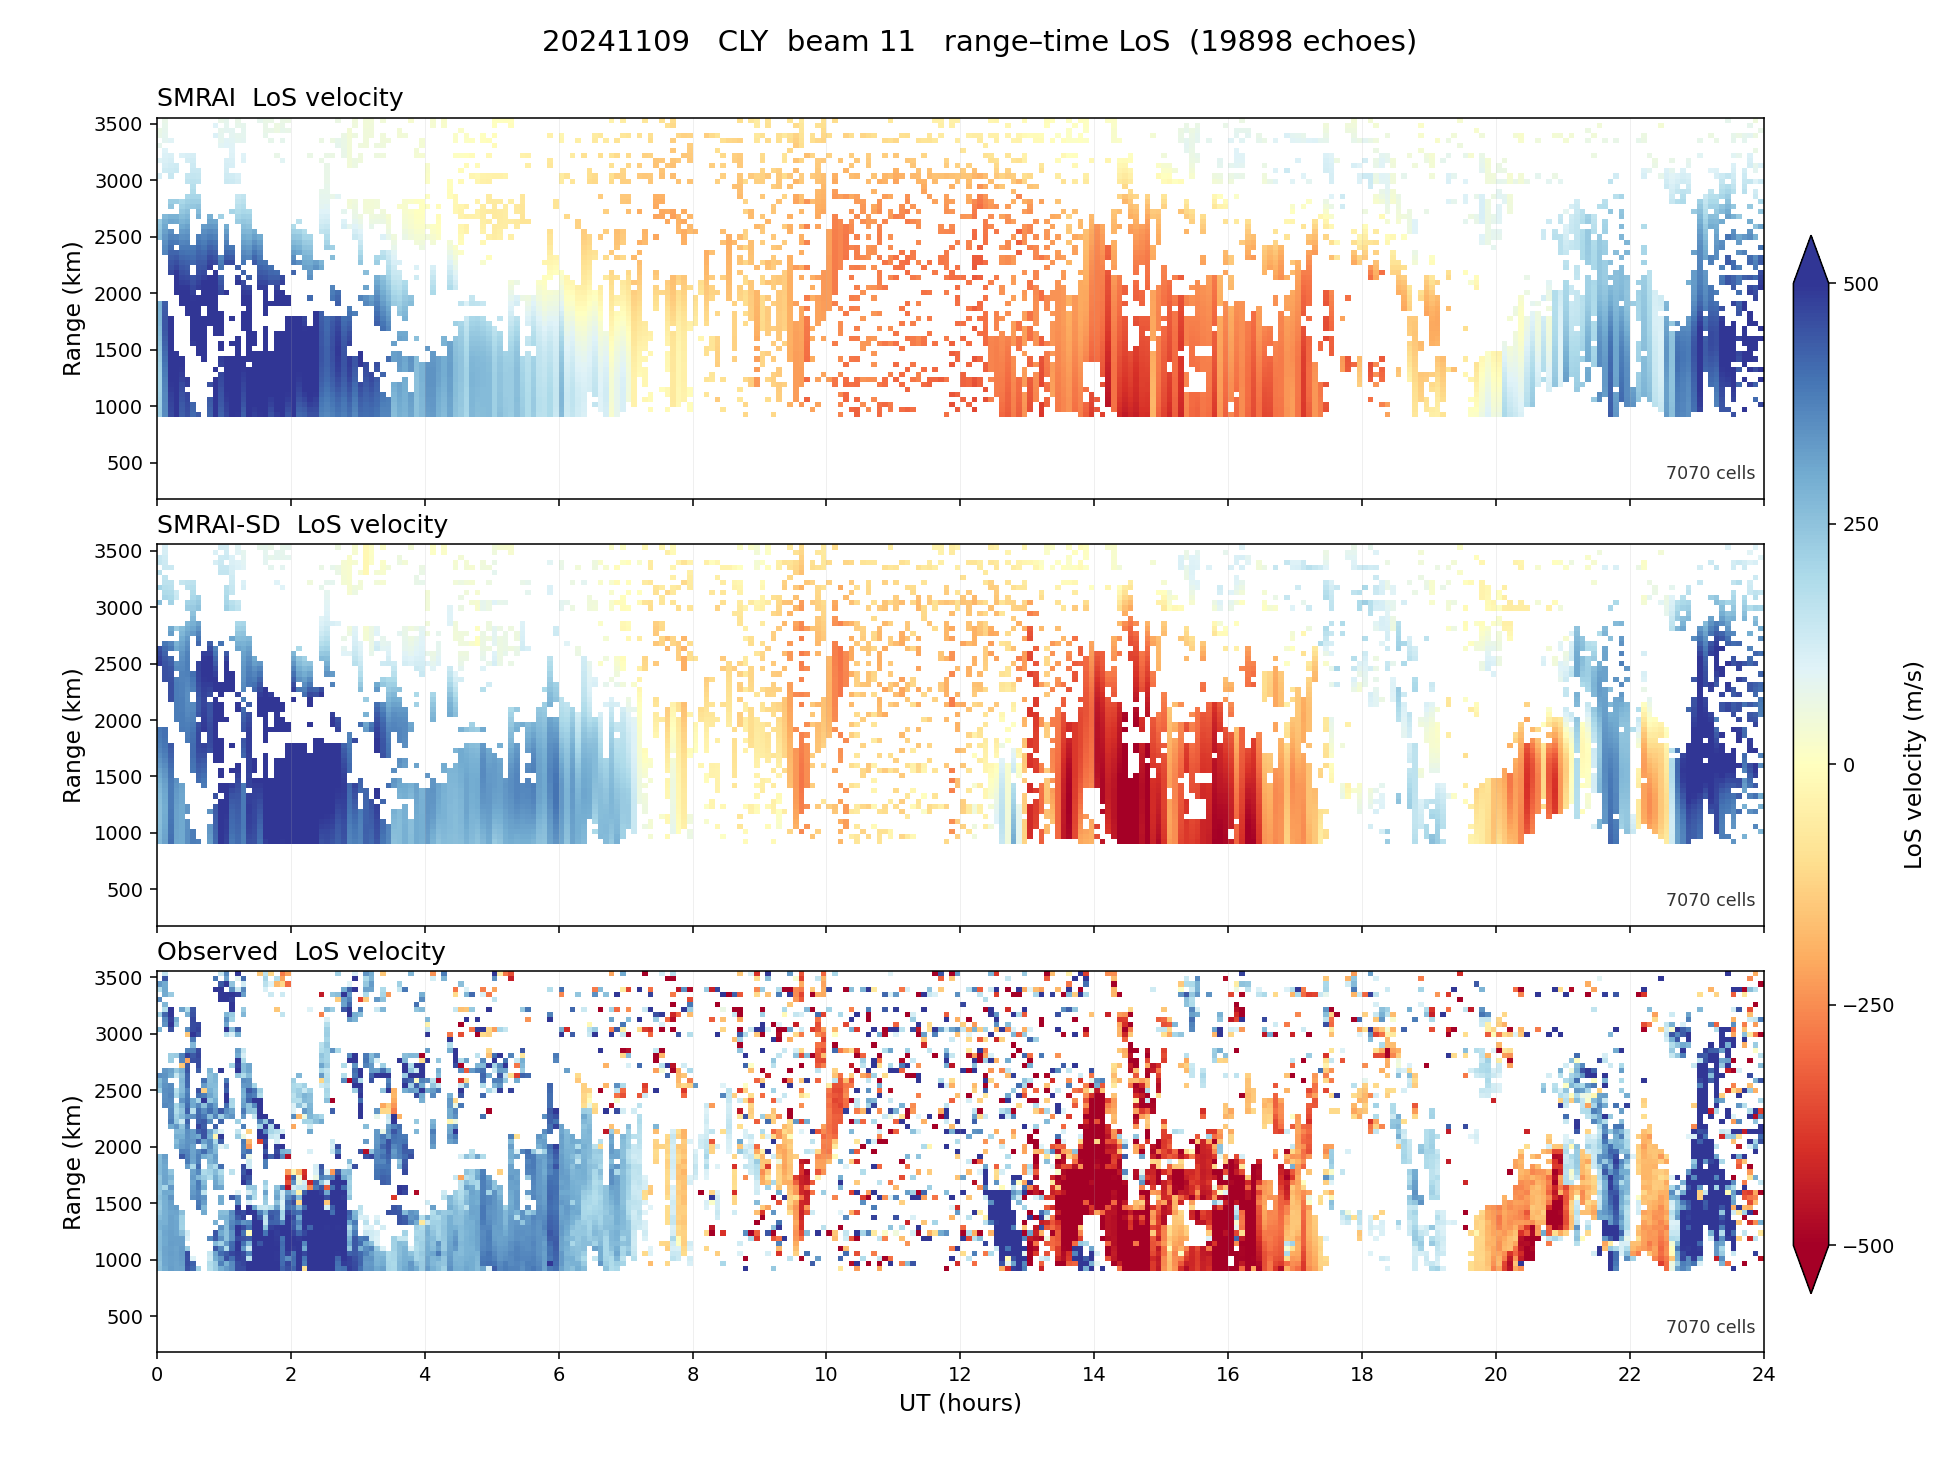 20241109   CLY  beam 11   range–time LoS  (19898 echoes)
SMRAI  LoS velocity
3500
3000
2500
2000
1500
1000
500
Range (km)
7070 cells
SMRAI-SD  LoS velocity
3500
3000
2500
2000
1500
1000
500
Range (km)
7070 cells
Observed  LoS velocity
3500
3000
2500
2000
1500
1000
500
Range (km)
7070 cells
0 2 4 6 8 10 12 14 16 18 20 22 24
UT (hours)
500
250
0
−250
−500
LoS velocity (m/s)